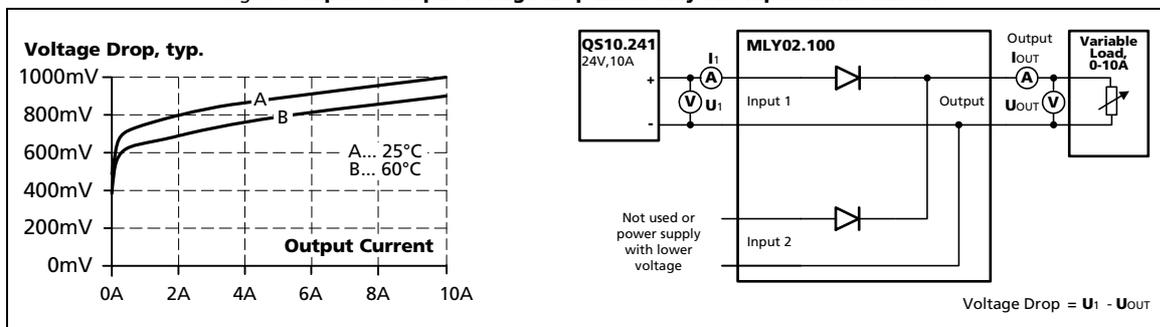 Voltage Drop, typ.
1000mV
800mV
600mV
400mV
200mV
0mV
A
B
A... 25°C
B... 60°C
Output Current
0A 2A 4A 6A 8A 10A
QS10.241
24V,10A
+
-
I1
A
V U1
MLY02.100
Input 1
Output
Input 2
Not used or
power supply
with lower
voltage
Output
IOUT
A
UOUT V
Variable
Load,
0-10A
Voltage Drop = U1 - UOUT